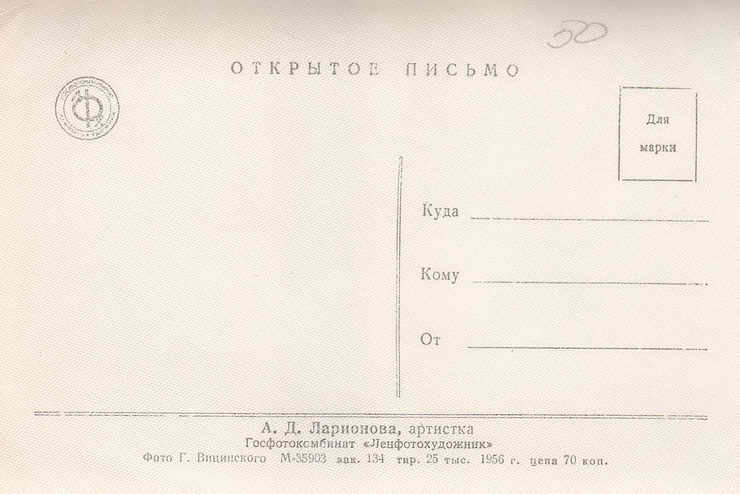 50
ОТКРЫТОЕ ПИСЬМО
Для
марки
Куда
Кому
От
А. Д. Ларионова, артистка
Госфотокомбинат «Ленфотохудожник»
Фото Г. Вицинского М-35903 зак. 134 тир. 25 тыс. 1956 г. цена 70 коп.